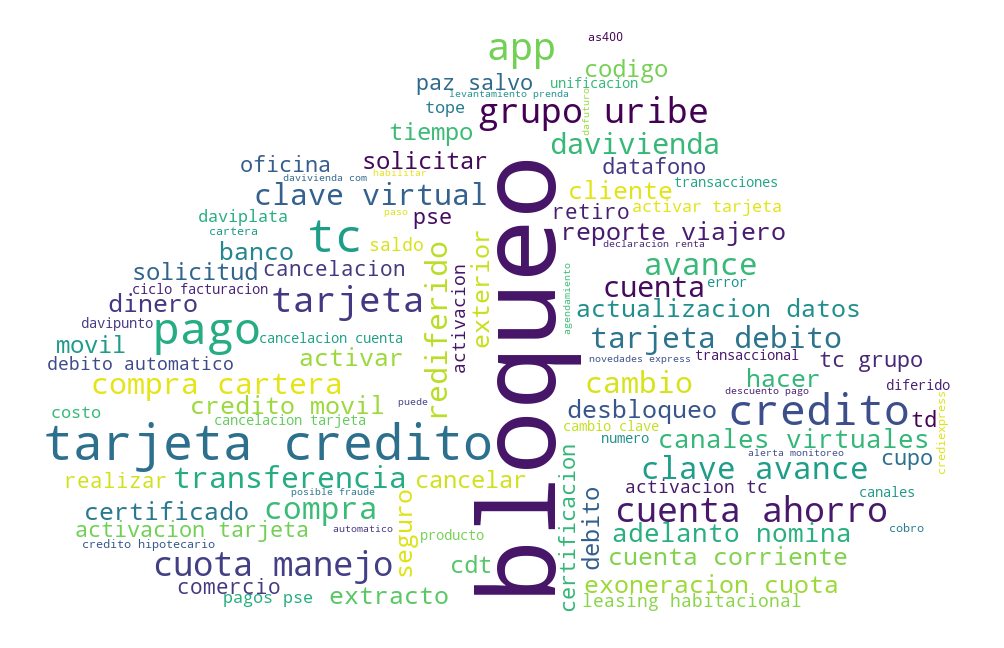 as400
app
codigo
paz salvo
unificacion
levantamiento prenda
dafuturo
tope
grupo uribe
tiempo
davivienda
oficina
solicitar
datafono
davivienda com
habilitar
transacciones
clave virtual
cliente
daviplata
paso
pse
retiro
activar tarjeta
cartera
tc
saldo
reporte viajero
declaracion renta
banco
solicitud
cancelacion
rediferido
activacion
exterior
bloqueo
agendamiento
avance
ciclo facturacion
cuenta
error
dinero
tarjeta
actualizacion datos
davipunto
pago
cancelacion cuenta
tarjeta debito
movil
debito automatico
activar
novedades express
transaccional
tc grupo
compra cartera
cambio
hacer
descuento pago
diferido
crediexpress
costo
credito movil
puede
desbloqueo
credito
td
cancelacion tarjeta
cambio clave
tarjeta credito
numero
canales virtuales
alerta monitoreo
cupo
realizar
transferencia
cancelar
clave avance
posible fraude
certificacion
debito
activacion tc
canales
certificado
compra
seguro
cuenta ahorro
activacion tarjeta
automatico
producto
adelanto nomina
cobro
credito hipotecario
cuota manejo
cdt
cuenta corriente
comercio
exoneracion cuota
pagos pse
extracto
leasing habitacional